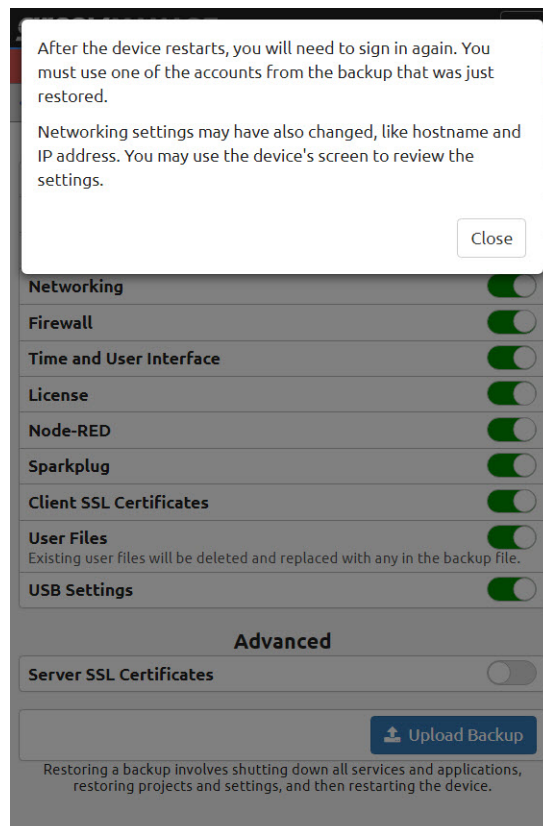 After the device restarts, you will need to sign in again. You
must use one of the accounts from the backup that was just
restored.
Networking settings may have also changed, like hostname and
IP address. You may use the device's screen to review the
settings.
Close
Networking
Firewall
Time and User Interface
License
Node-RED
Sparkplug
Client SSL Certificates
User Files
Existing user files will be deleted and replaced with any in the backup file.
USB Settings
Advanced
Server SSL Certificates
Upload Backup
Restoring a backup involves shutting down all services and applications,
restoring projects and settings, and then restarting the device.